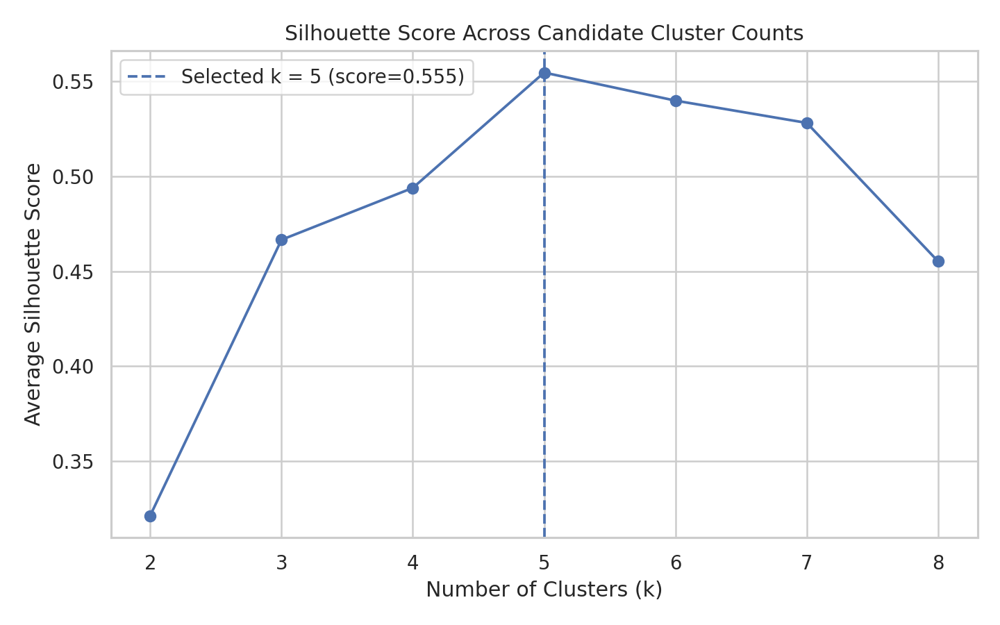 Silhouette Score Across Candidate Cluster Counts
Selected k = 5 (score=0.555)
Average Silhouette Score
0.55
0.50
0.45
0.40
0.35
2 3 4 5 6 7 8
Number of Clusters (k)